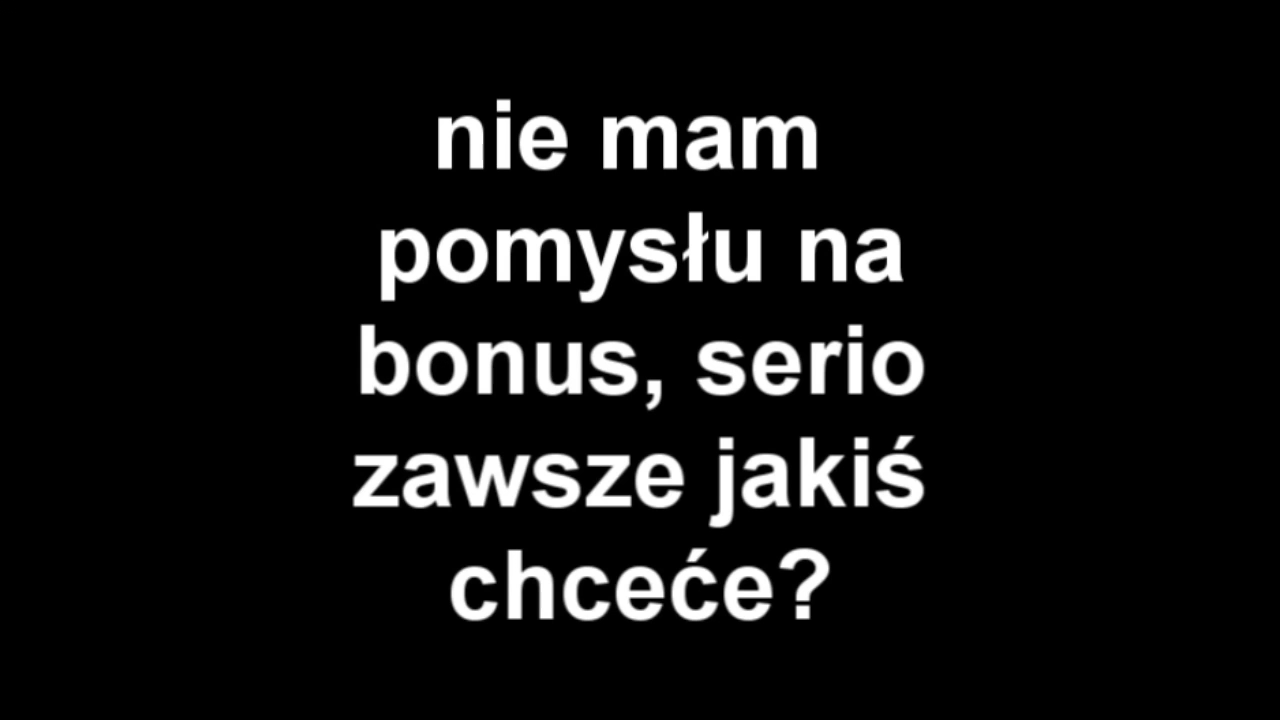 nie mam
pomysłu na
bonus, serio
zawsze jakiś
chceće?